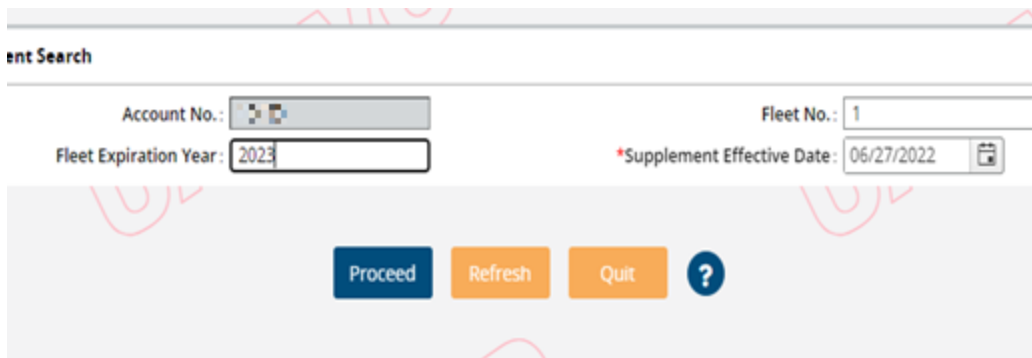 ent Search
Account No. : Fleet No. : 1
Fleet Expiration Year : 2023 *Supplement Effective Date : 06/27/2022
Proceed Refresh Quit ?